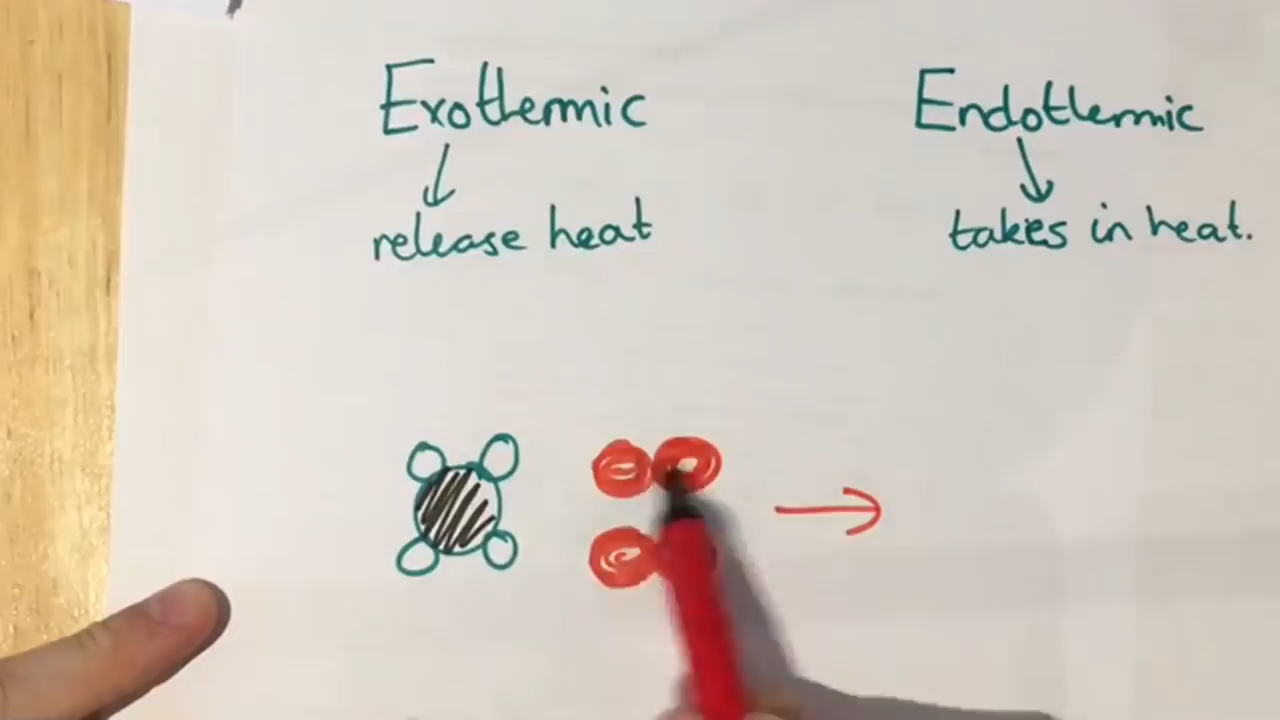 Exothermic
Endothermic
release heat
takes in heat.